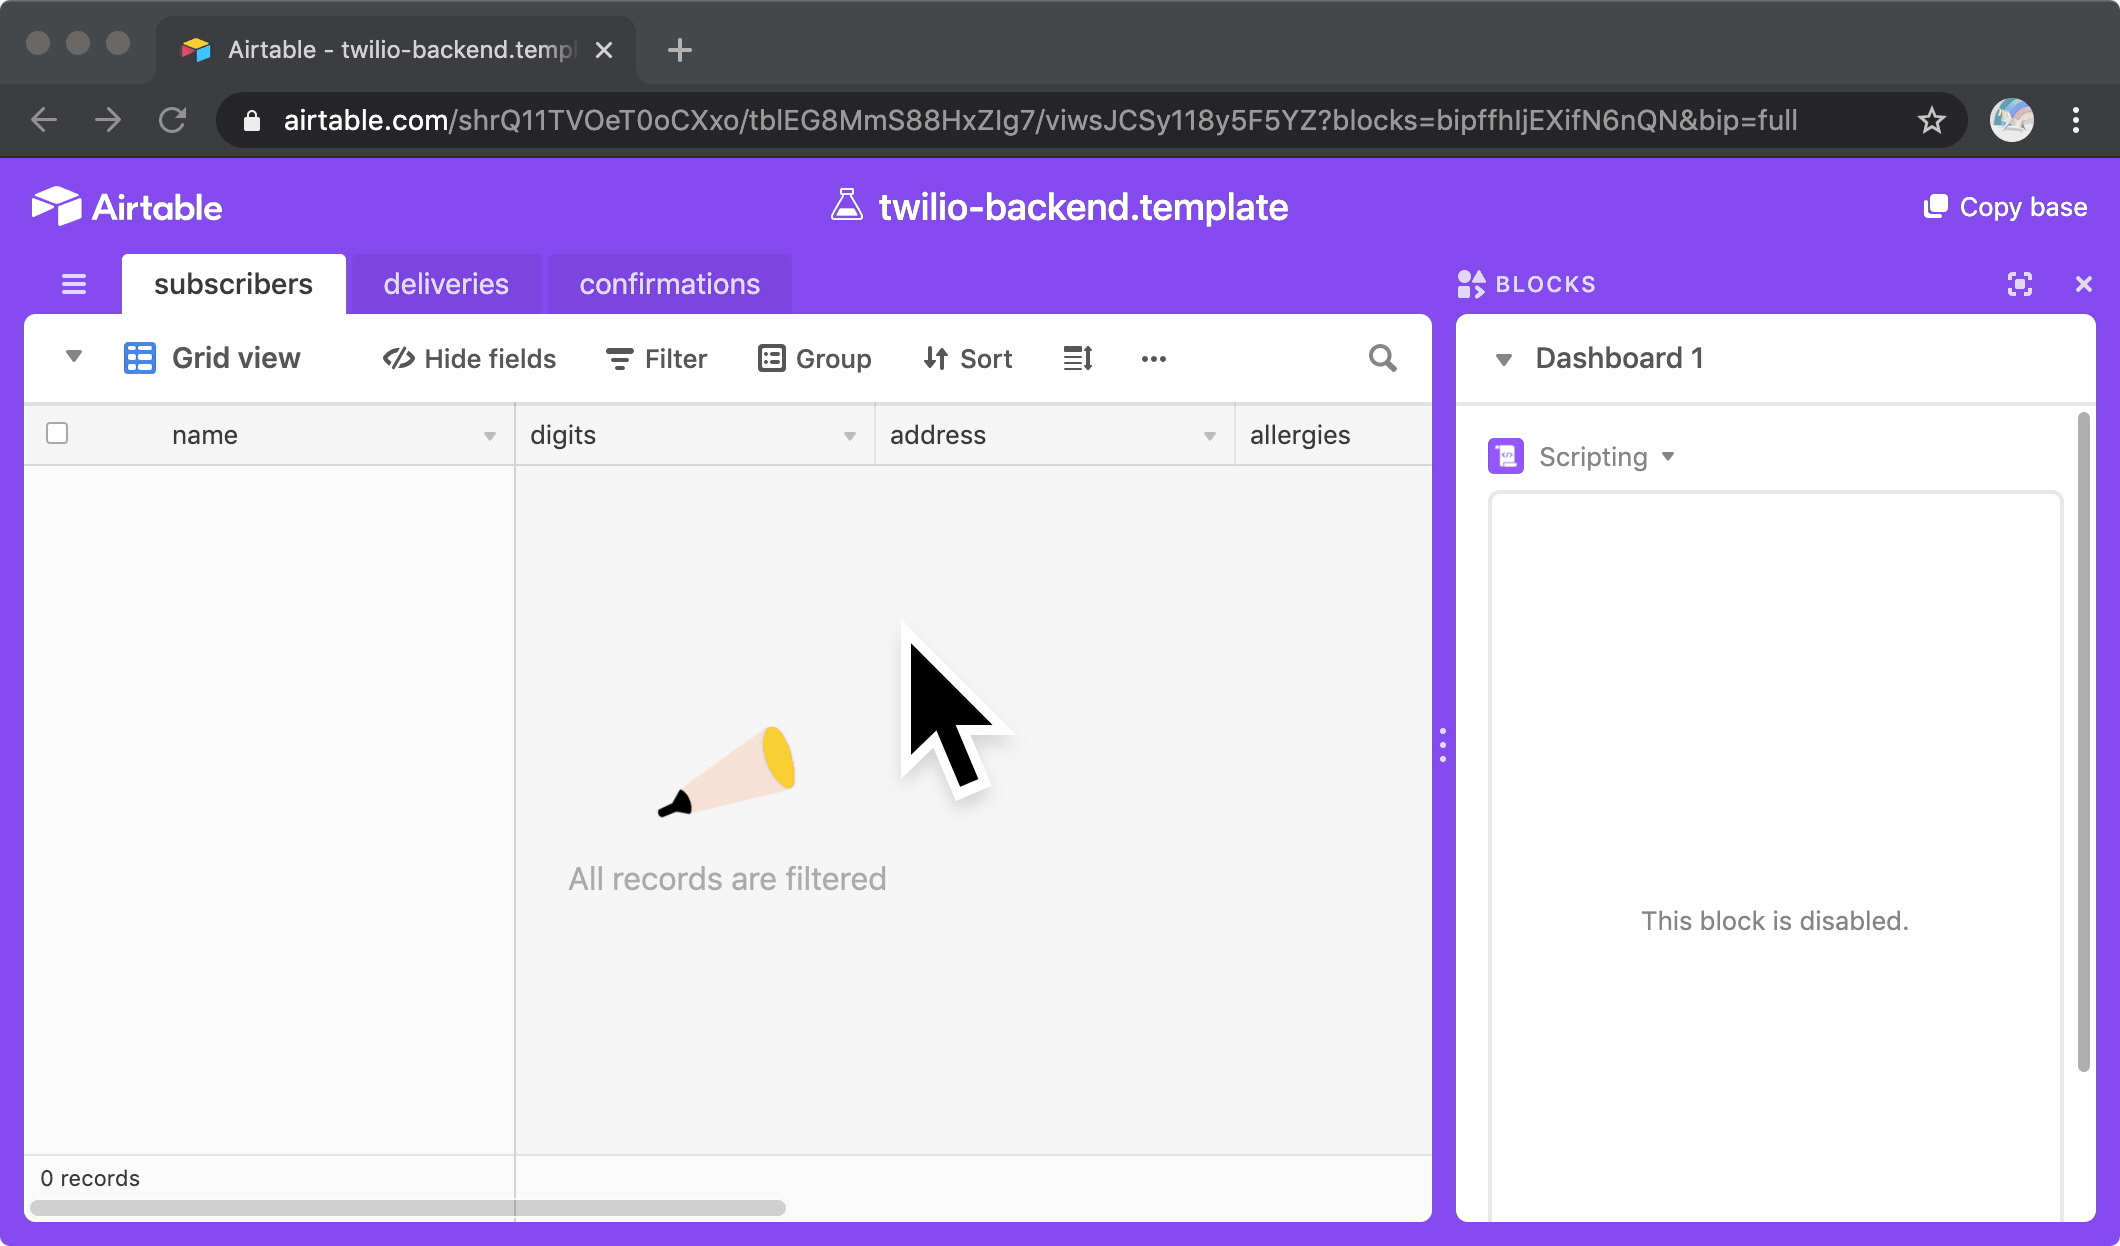 Airtable - twilio-backend.templ
airtable.com/shrQ11TVOeT0oCXxo/tblEG8MmS88HxZIg7/viwsJCSy118y5F5YZ?blocks=bipffhIjEXifN6nQN&bip=full
Airtable
twilio-backend.template
Copy base
subscribers
deliveries
confirmations
BLOCKS
Grid view
Hide fields
Filter
Group
Sort
Dashboard 1
name
digits
address
allergies
Scripting
All records are filtered
This block is disabled.
0 records